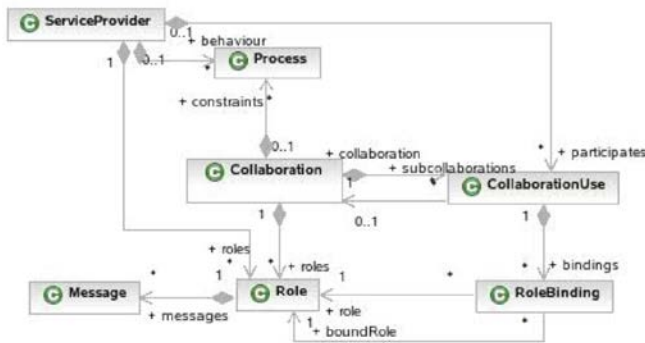 C ServiceProvider
0..1
+ behaviour
1
0..1
*
C Process
+ constraints
*
0..1
+ collaboration
* + participates
C Collaboration
1
+ subcollaborations
*
C CollaborationUse
1
0..1
1
+ roles
*
* + roles
* + bindings
C Message
*
1
C Role
1
*
C RoleBinding
+ messages
+ role
*
1 + boundRole